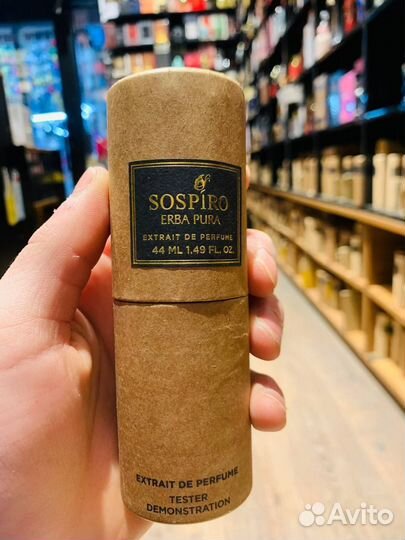 SOSPIRO
ERBA PURA
EXTRAIT DE PERFUME
44 ML 1.49 FL. OZ.
EXTRAIT DE PERFUME
TESTER
DEMONSTRATION
Avito